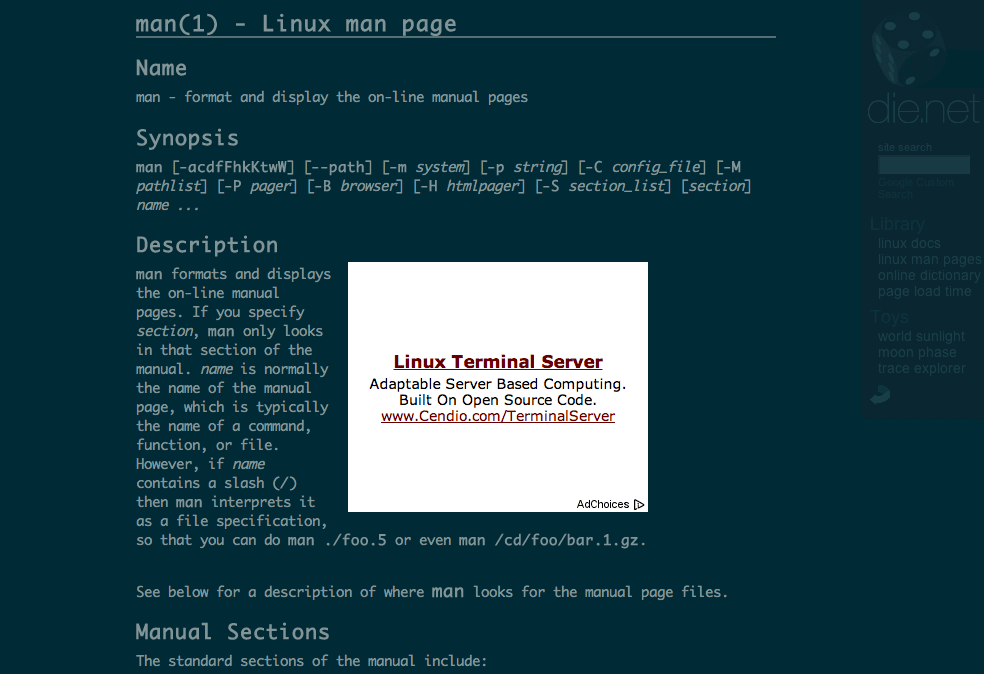 man(1) - Linux man page
Name
man - format and display the on-line manual pages
Synopsis
man [-acdfFhkKtwW] [--path] [-m system] [-p string] [-C config_file] [-M
pathlist] [-P pager] [-B browser] [-H htmlpager] [-S section_list] [section]
name ...
Description
man formats and displays
the on-line manual
pages. If you specify
section, man only looks
in that section of the
manual. name is normally
the name of the manual
page, which is typically
the name of a command,
function, or file.
However, if name
contains a slash (/)
then man interprets it
as a file specification,
so that you can do man ./foo.5 or even man /cd/foo/bar.1.gz.
Linux Terminal Server
Adaptable Server Based Computing.
Built On Open Source Code.
www.Cendio.com/TerminalServer
AdChoices
See below for a description of where man looks for the manual page files.
Manual Sections
The standard sections of the manual include:
die.net
site search
Google Custom
Search
Library
linux docs
linux man pages
online dictionary
page load time
Toys
world sunlight
moon phase
trace explorer